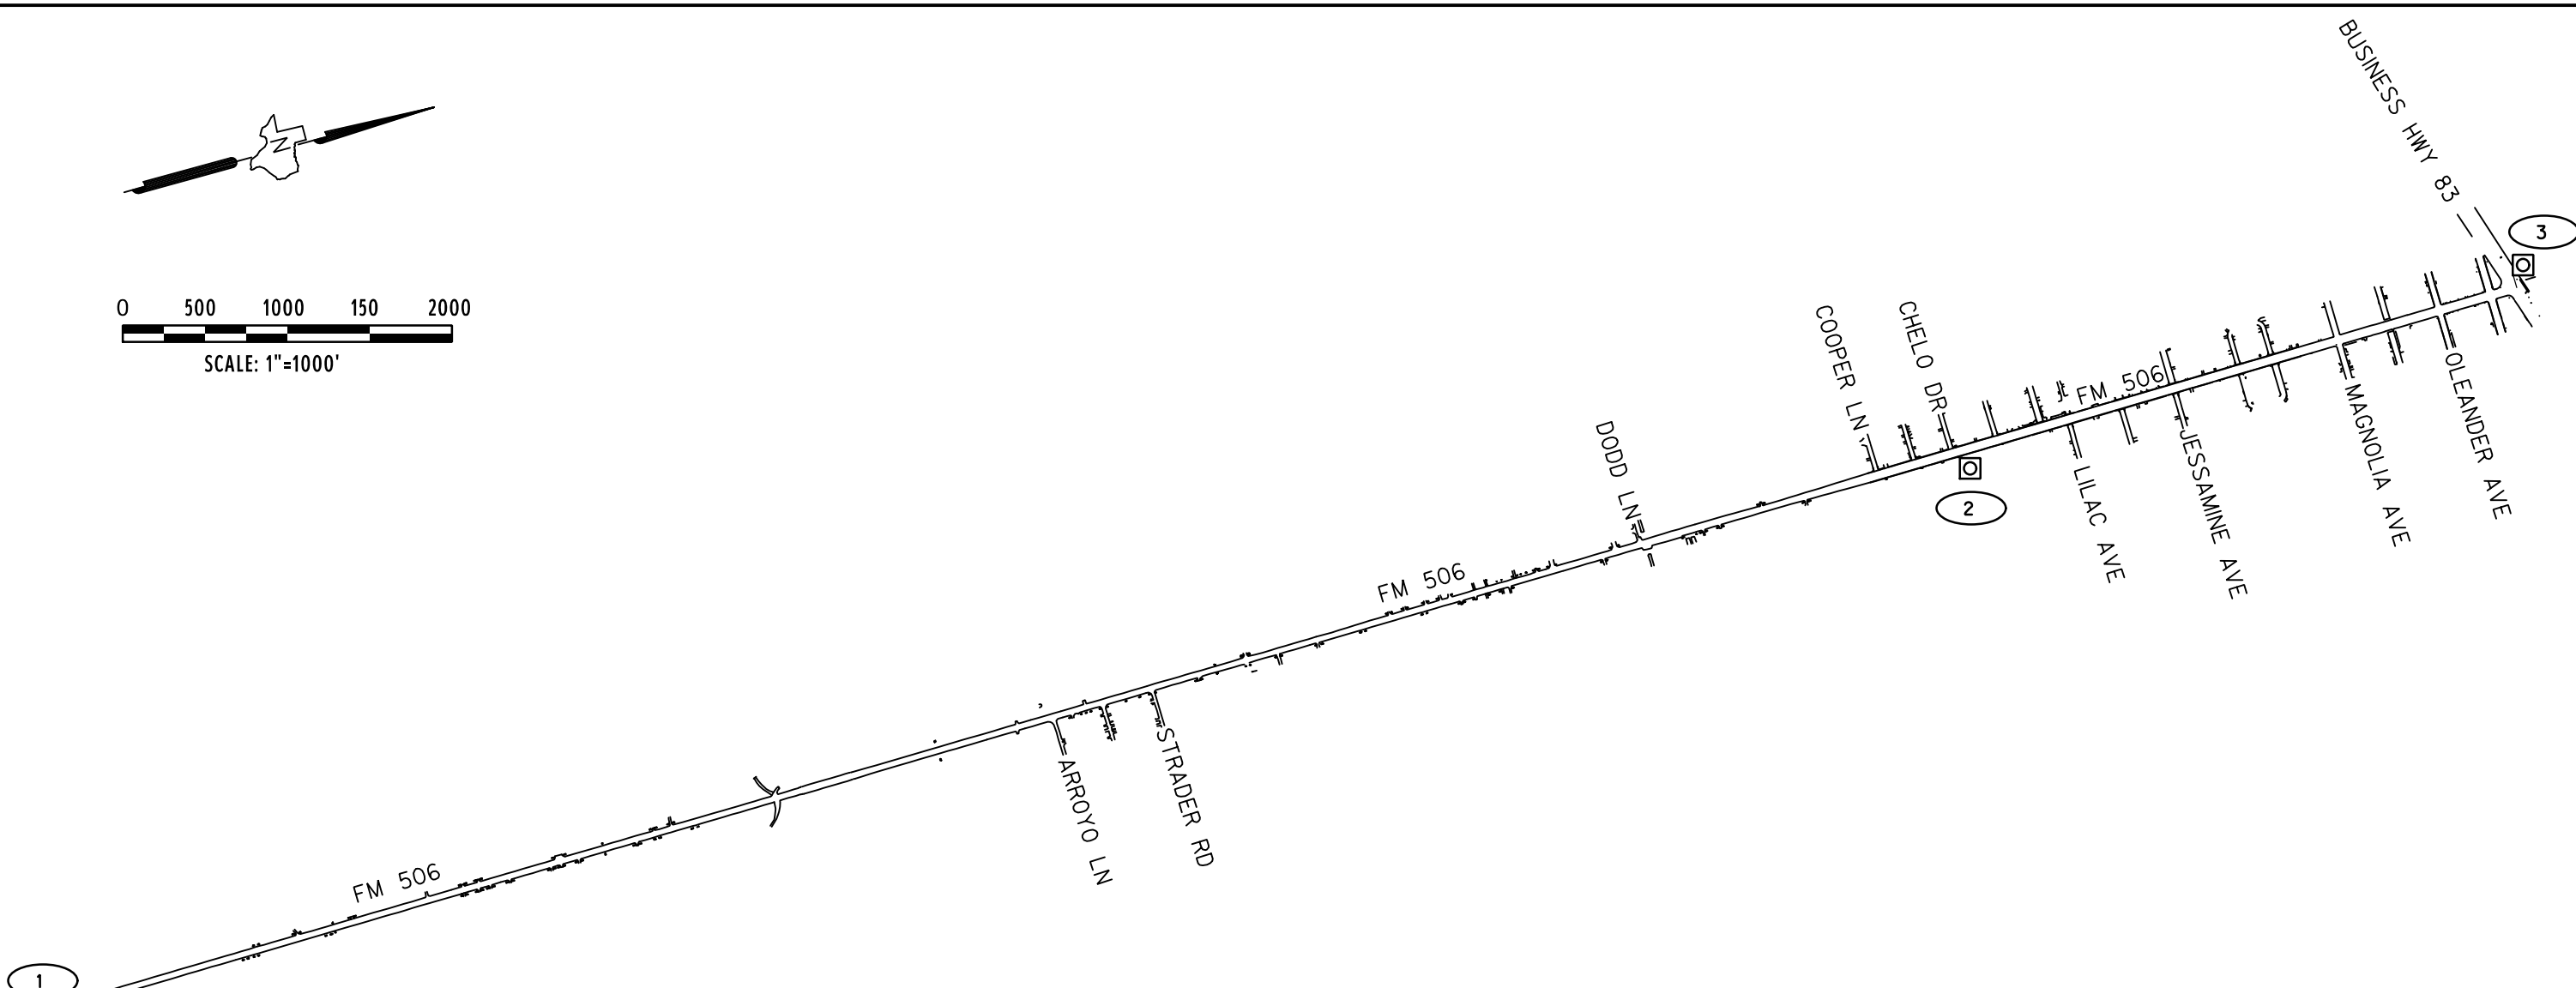 BUSINESS HWY 83
N
3
0 500 1000 150 2000
SCALE: 1"=1000'
COOPER LN
CHELO DR
FM 506
OLEANDER AVE
MAGNOLIA AVE
DODD LN
JESSAMINE AVE
LILAC AVE
2
FM 506
STRADER RD
ARROYO LN
FM 506
1